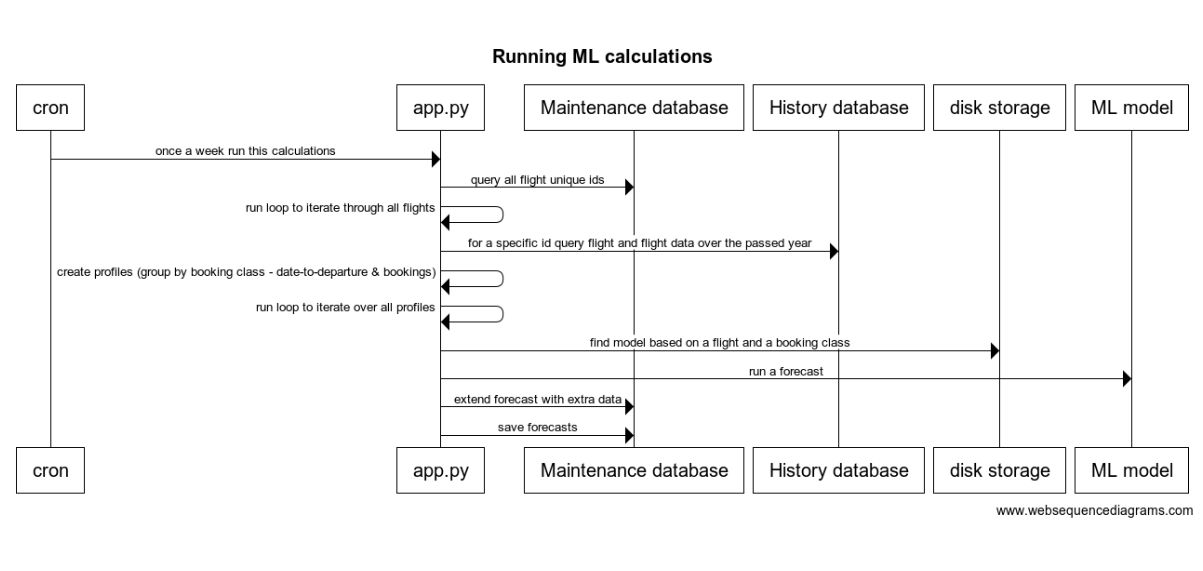 Running ML calculations
cron
app.py
Maintenance database
History database
disk storage
ML model
once a week run this calculations
query all flight unique ids
run loop to iterate through all flights
for a specific id query flight and flight data over the passed year
create profiles (group by booking class - date-to-departure & bookings)
run loop to iterate over all profiles
find model based on a flight and a booking class
run a forecast
extend forecast with extra data
save forecasts
cron
app.py
Maintenance database
History database
disk storage
ML model
www.websequencediagrams.com